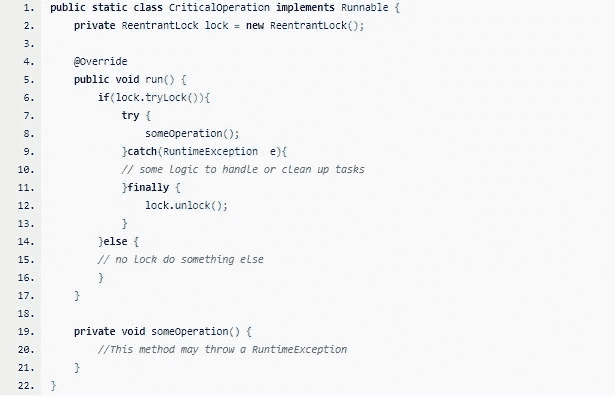 1. public static class CriticalOperation implements Runnable {
2.     private ReentrantLock lock = new ReentrantLock();
3.
4.     @Override
5.     public void run() {
6.         if(lock.tryLock()){
7.             try {
8.                 someOperation();
9.             }catch(RuntimeException  e){
10.             // some logic to handle or clean up tasks
11.             }finally {
12.                 lock.unlock();
13.             }
14.         }else {
15.         // no lock do something else
16.         }
17.     }
18.
19.     private void someOperation() {
20.         //This method may throw a RuntimeException
21.     }
22. }